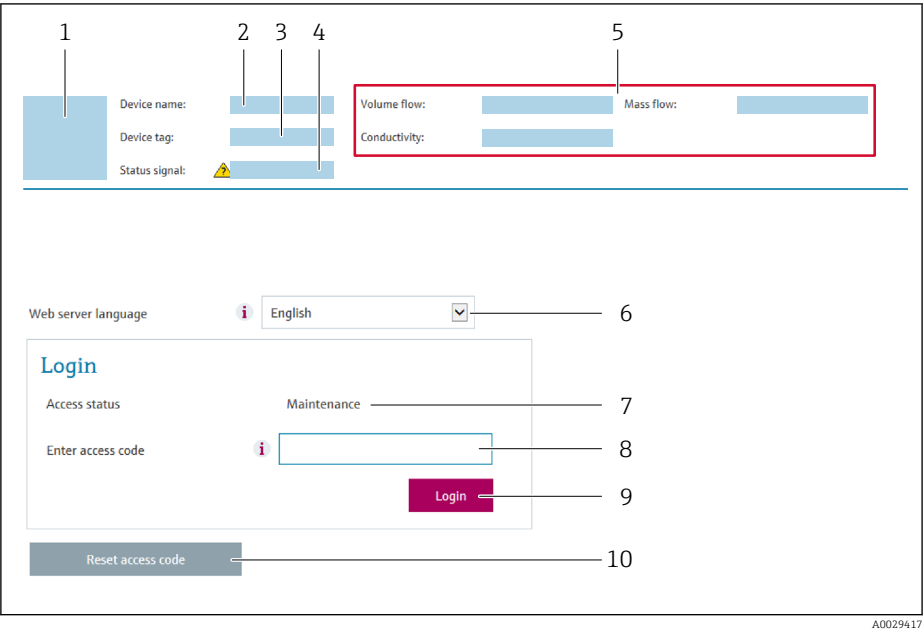 1 2 3 4 5
Device name: Volume flow: Mass flow:
Device tag: Conductivity:
Status signal: ?
Web server language i English 6
Login
Access status Maintenance 7
Enter access code i 8
Login 9
Reset access code 10
A0029417